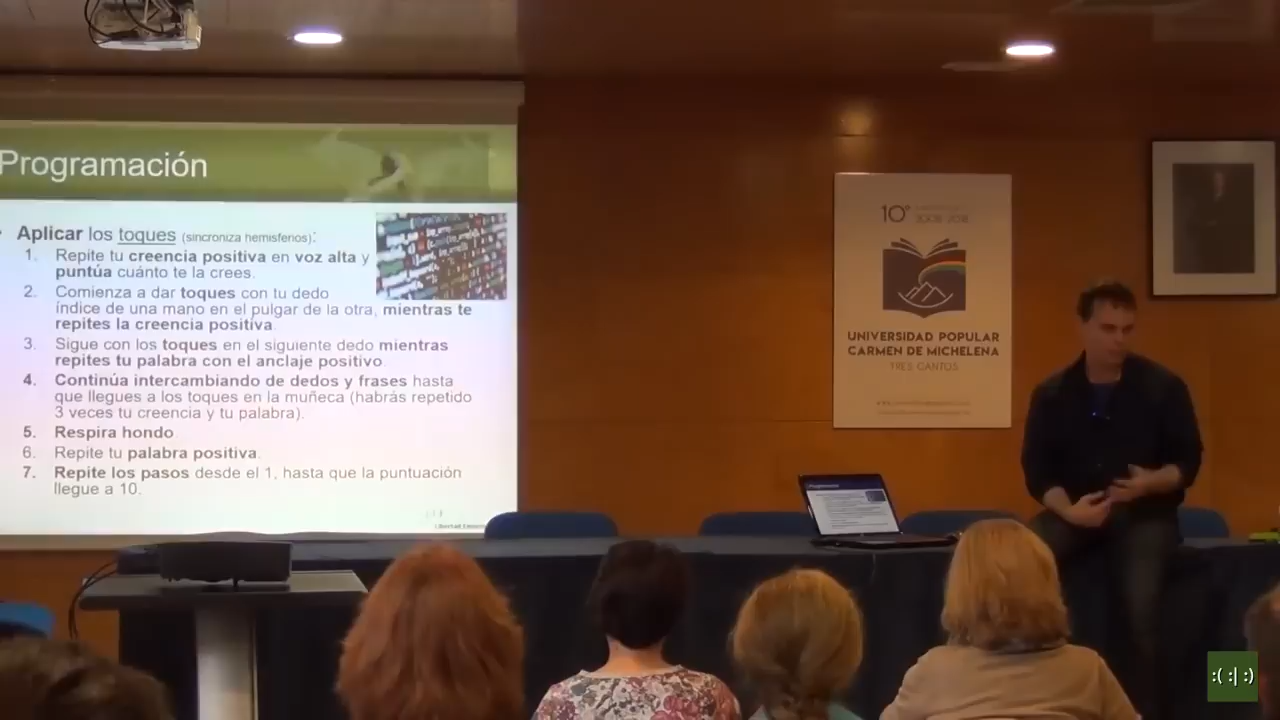 Programación
Aplicar los toques (sincroniza hemisferios):
1. Repite tu creencia positiva en voz alta y
puntúa cuánto te la crees.
2. Comienza a dar toques con tu dedo
índice de una mano en el pulgar de la otra, mientras te
repites la creencia positiva.
3. Sigue con los toques en el siguiente dedo mientras
repites tu palabra con el anclaje positivo.
4. Continúa intercambiando de dedos y frases hasta
que llegues a los toques en la muñeca (habrás repetido
3 veces tu creencia y tu palabra).
5. Respira hondo.
6. Repite tu palabra positiva.
7. Repite los pasos desde el 1, hasta que la puntuación
llegue a 10.
10º
2008-2018
UNIVERSIDAD POPULAR
CARMEN DE MICHELENA
TRES CANTOS
:( :| :)